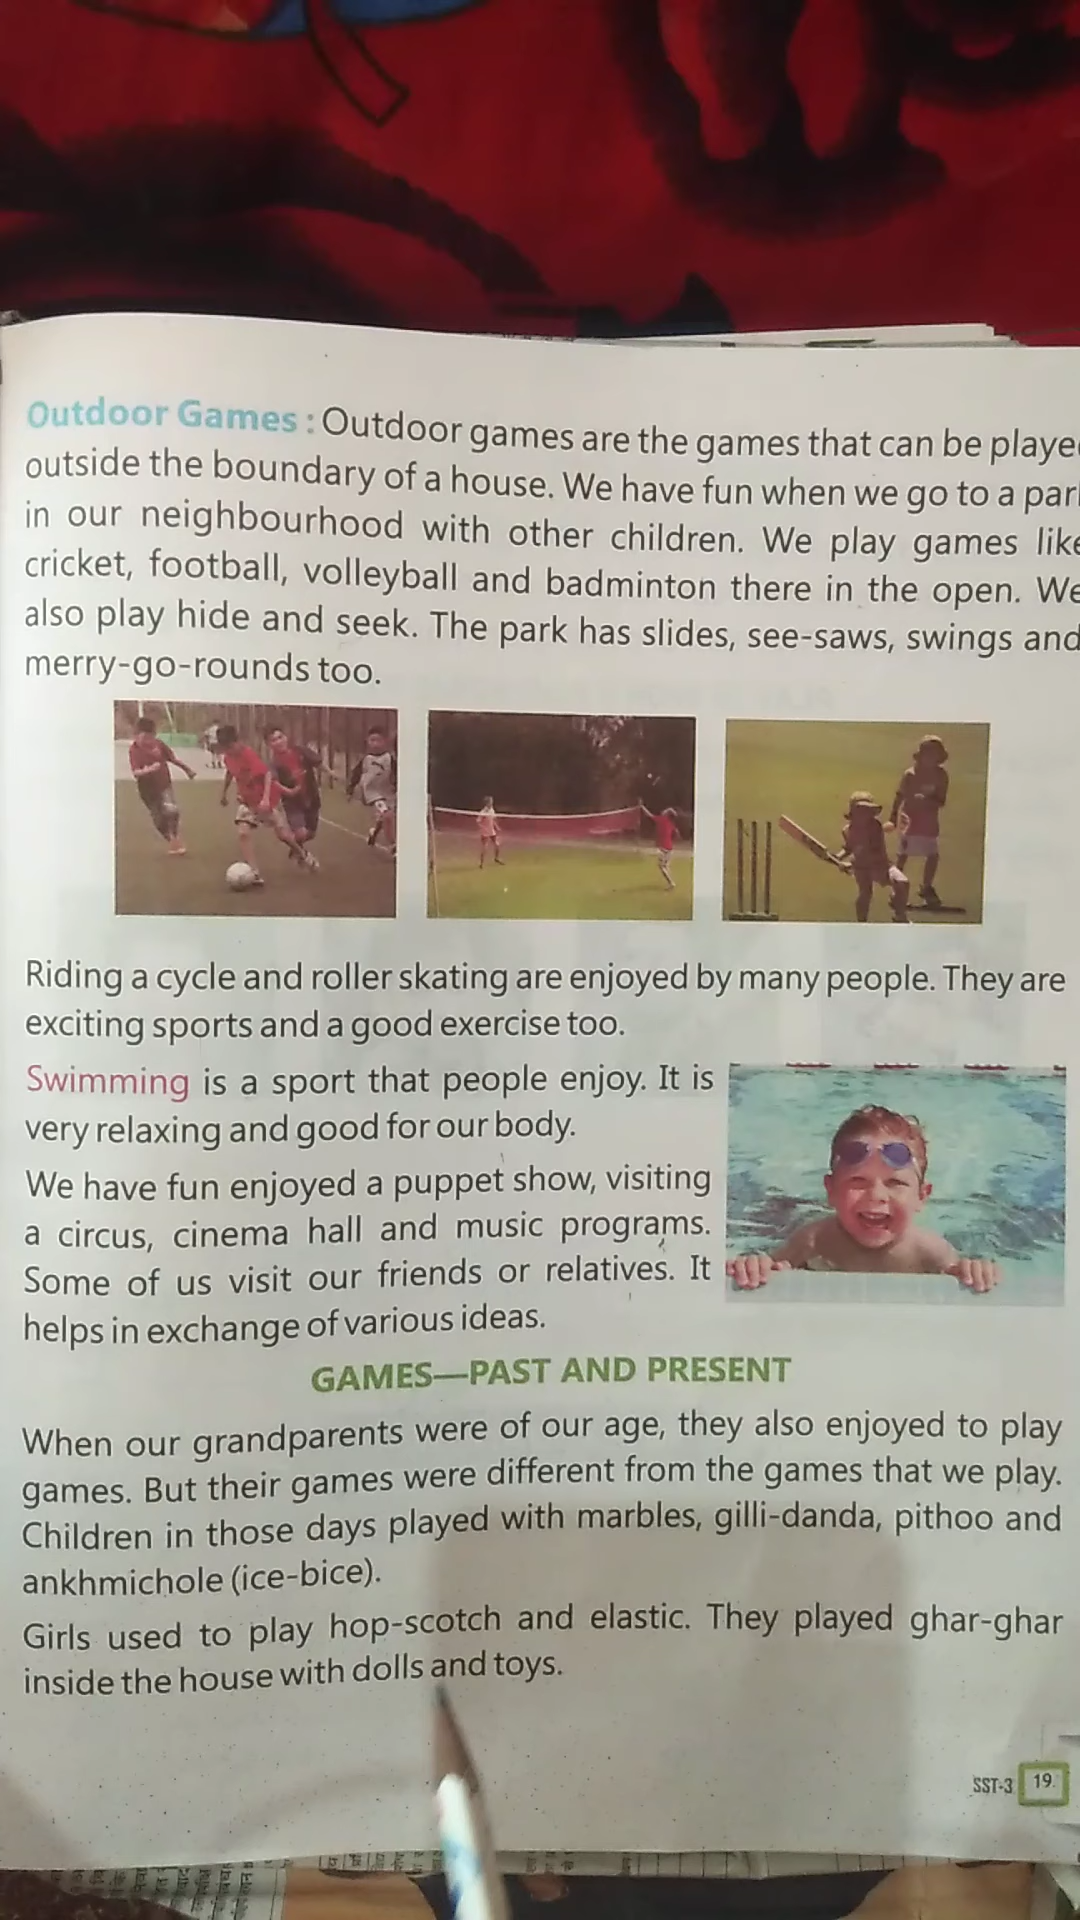 Outdoor Games : Outdoor games are the games that can be playe
outside the boundary of a house. We have fun when we go to a par
in our neighbourhood with other children. We play games like
cricket, football, volleyball and badminton there in the open. We
also play hide and seek. The park has slides, see-saws, swings and
merry-go-rounds too.
Riding a cycle and roller skating are enjoyed by many people. They are
exciting sports and a good exercise too.
Swimming is a sport that people enjoy. It is
very relaxing and good for our body.
We have fun enjoyed a puppet show, visiting
a circus, cinema hall and music programs.
Some of us visit our friends or relatives. It
helps in exchange of various ideas.
GAMES—PAST AND PRESENT
When our grandparents were of our age, they also enjoyed to play
games. But their games were different from the games that we play.
Children in those days played with marbles, gilli-danda, pithoo and
ankhmichole (ice-bice).
Girls used to play hop-scotch and elastic. They played ghar-ghar
inside the house with dolls and toys.
SST-3 19